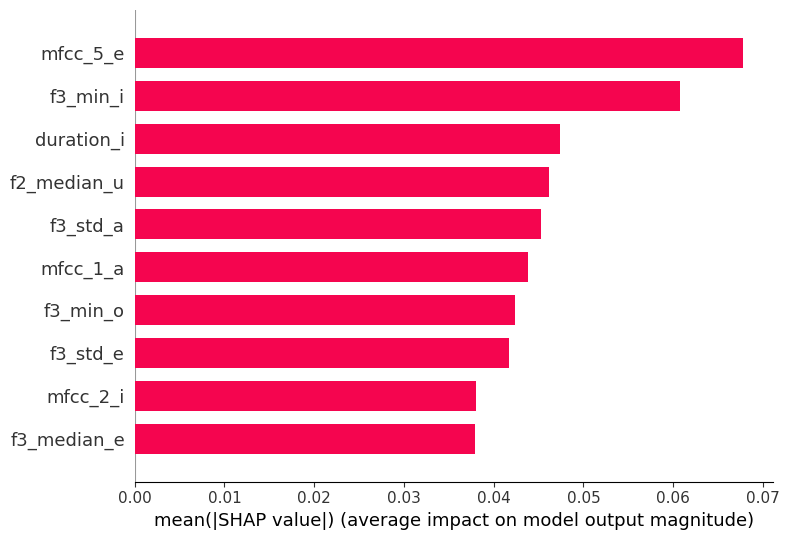 mfcc_5_e
f3_min_i
duration_i
f2_median_u
f3_std_a
mfcc_1_a
f3_min_o
f3_std_e
mfcc_2_i
f3_median_e
0.00 0.01 0.02 0.03 0.04 0.05 0.06 0.07
mean(|SHAP value|) (average impact on model output magnitude)